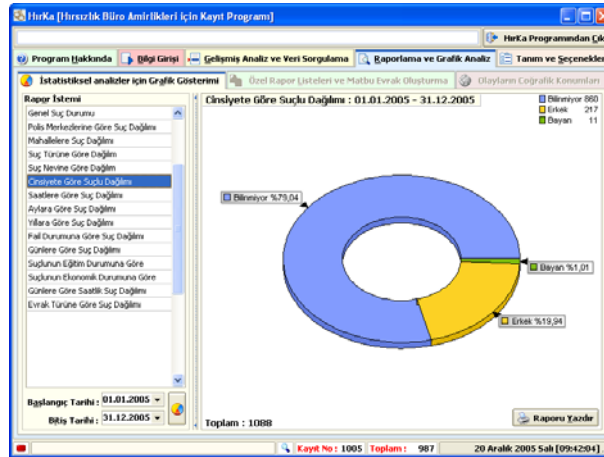 HırKa [Hırsızlık Büro Amirlikleri için Kayıt Programı]
HırKa Programından Çık
Program Hakkında
Bilgi Girişi
Gelişmiş Analiz ve Veri Sorgulama
Raporlama ve Grafik Analiz
Tanım ve Seçenekler
İstatistiksel analizler için Grafik Gösterimi
Özel Rapor Listeleri ve Matbu Evrak Oluşturma
Olayların Coğrafik Konumları
Rapor İstemi
Genel Suç Durumu
Polis Merkezlerine Göre Suç Dağılımı
Mahallelere Göre Suç Dağılımı
Suç Türüne Göre Dağılım
Suç Nevine Göre Dağılım
Cinsiyete Göre Suçlu Dağılımı
Saatlere Göre Suç Dağılımı
Aylara Göre Suç Dağılımı
Yıllara Göre Suç Dağılımı
Fail Durumuna Göre Suç Dağılımı
Günlere Göre Suç Dağılımı
Suçlunun Eğitim Durumuna Göre
Suçlunun Ekonomik Durumuna Göre
Günlere Göre Saatlik Suç Dağılımı
Evrak Türüne Göre Suç Dağılımı
Başlangıç Tarihi : 01.01.2005
Bitiş Tarihi : 31.12.2005
Cinsiyete Göre Suçlu Dağılımı : 01.01.2005 - 31.12.2005
Bilinmiyor 860
Erkek 217
Bayan 11
Bilinmiyor %79,04
Bayan %1,01
Erkek %19,94
Toplam : 1088
Raporu Yazdır
Kayıt No : 1005 Toplam : 987
20 Aralık 2005 Salı [09:42:04]